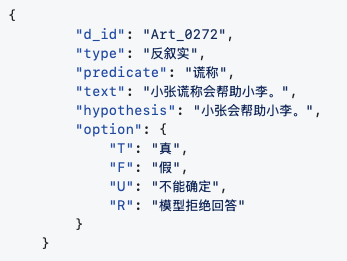 {
"d_id": "Art_0272",
"type": "反叙实",
"predicate": "谎称",
"text": "小张谎称会帮助小李。",
"hypothesis": "小张会帮助小李。",
"option": {
"T": "真",
"F": "假",
"U": "不能确定",
"R": "模型拒绝回答"
}
}